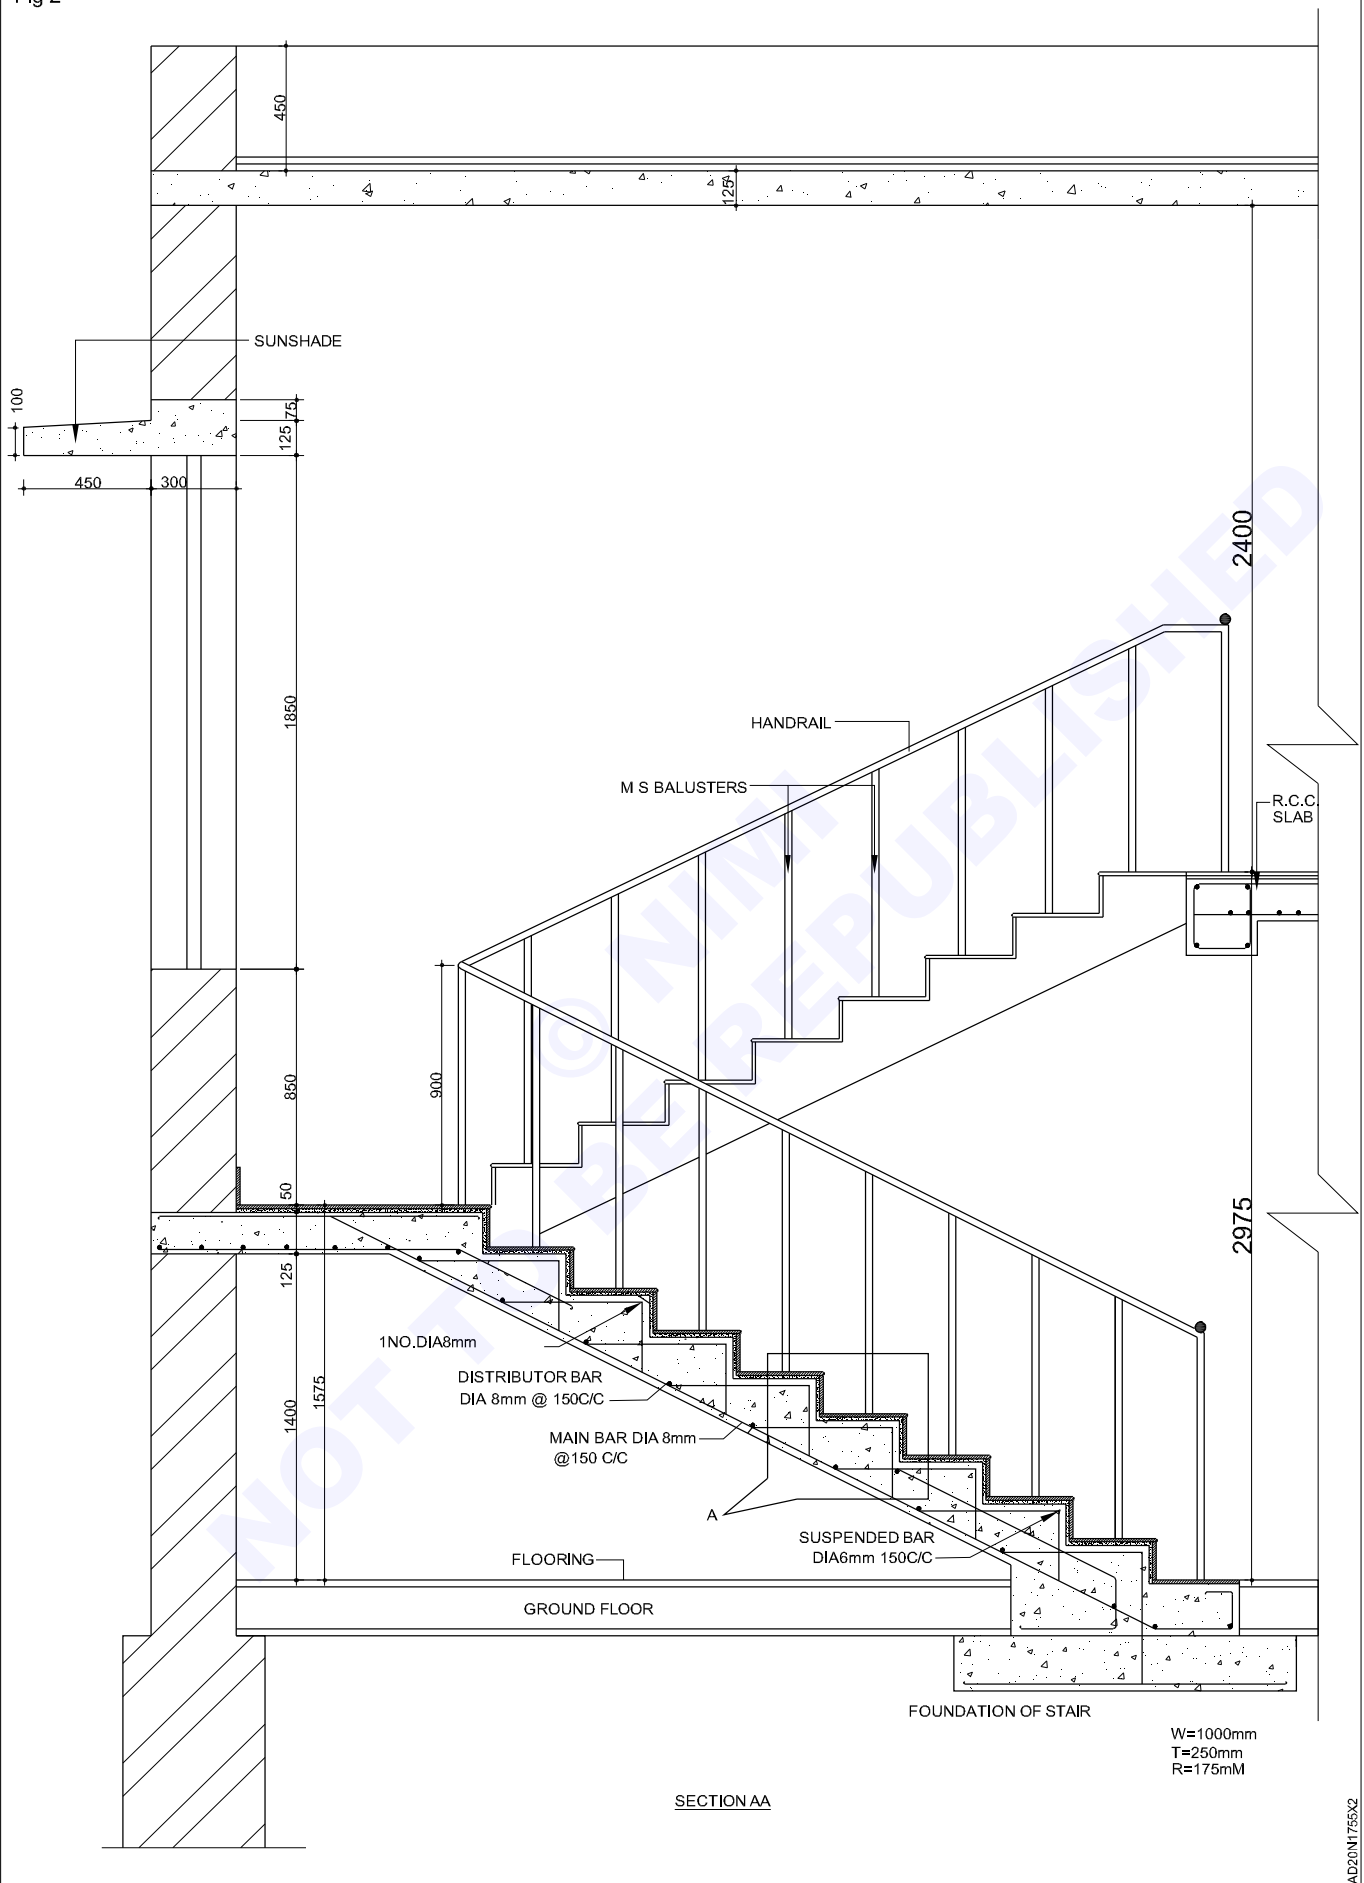 Fig 2
450
125
SUNSHADE
100
75
125
450
300
2400
1850
HANDRAIL
M S BALUSTERS
R.C.C.
SLAB
850
900
50
2975
125
1NO.DIA8mm
DISTRIBUTOR BAR
DIA 8mm @ 150C/C
1575
1400
MAIN BAR DIA 8mm
@150 C/C
A
SUSPENDED BAR
DIA6mm 150C/C
FLOORING
GROUND FLOOR
FOUNDATION OF STAIR
W=1000mm
T=250mm
R=175mM
SECTION AA
AD20N1755X2
© NIMI
NOT TO BE REPUBLISHED